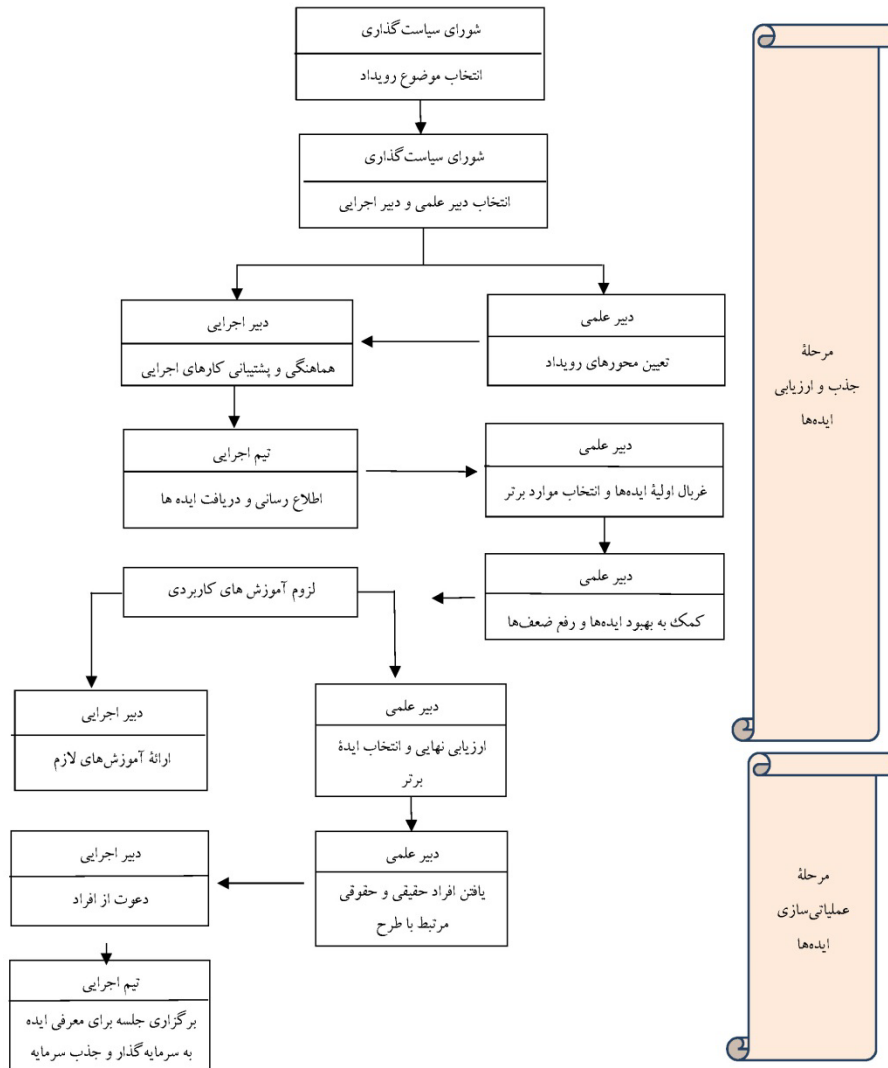 شورای سیاست‌گذاری
انتخاب موضوع رویداد
شورای سیاست‌گذاری
انتخاب دبیر علمی و دبیر اجرایی
دبیر علمی
تعیین محورهای رویداد
دبیر اجرایی
هماهنگی و پشتیبانی کارهای اجرایی
تیم اجرایی
اطلاع رسانی و دریافت ایده ها
دبیر علمی
غربال اولیهٔ ایده‌ها و انتخاب موارد برتر
دبیر علمی
کمک به بهبود ایده‌ها و رفع ضعف‌ها
لزوم آموزش های کاربردی
دبیر علمی
ارزیابی نهایی و انتخاب ایدهٔ
برتر
دبیر اجرایی
ارائهٔ آموزش‌های لازم
دبیر علمی
یافتن افراد حقیقی و حقوقی
مرتبط با طرح
دبیر اجرایی
دعوت از افراد
تیم اجرایی
برگزاری جلسه برای معرفی ایده
به سرمایه‌گذار و جذب سرمایه
مرحلهٔ
جذب و ارزیابی
ایده‌ها
مرحلهٔ
عملیاتی‌سازی
ایده‌ها